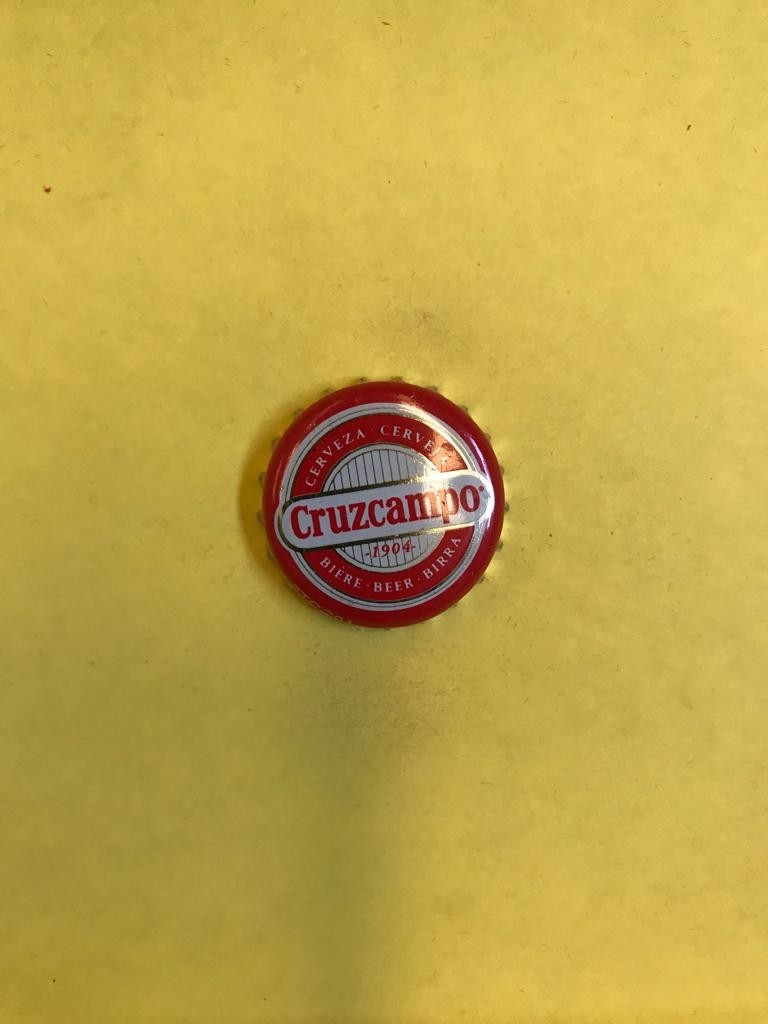 CERVEZA · CERVE
Cruzcampo
-1904-
BIÈRE · BEER · BIRRA